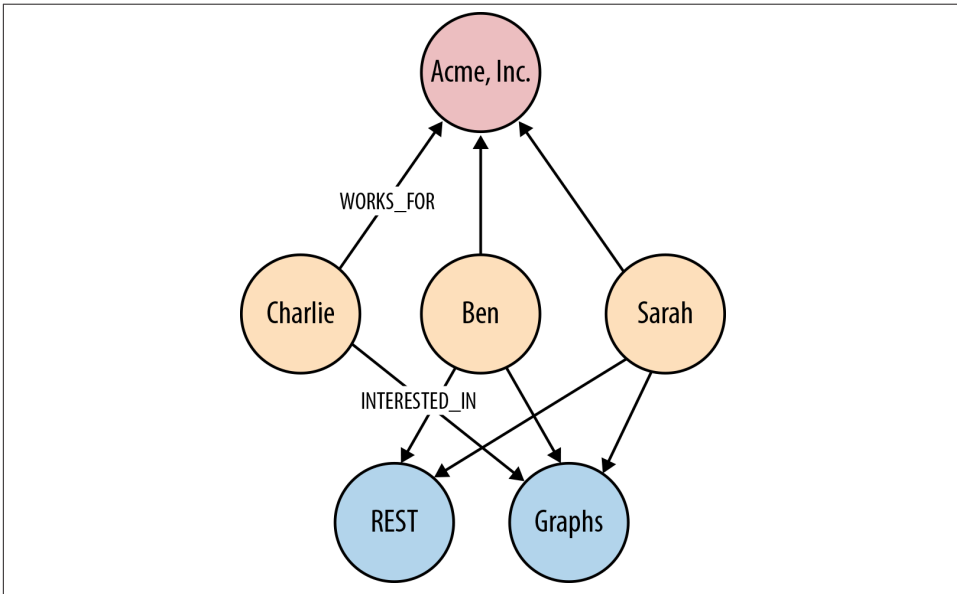 Acme, Inc.
WORKS_FOR
Charlie
Ben
Sarah
INTERESTED_IN
REST
Graphs